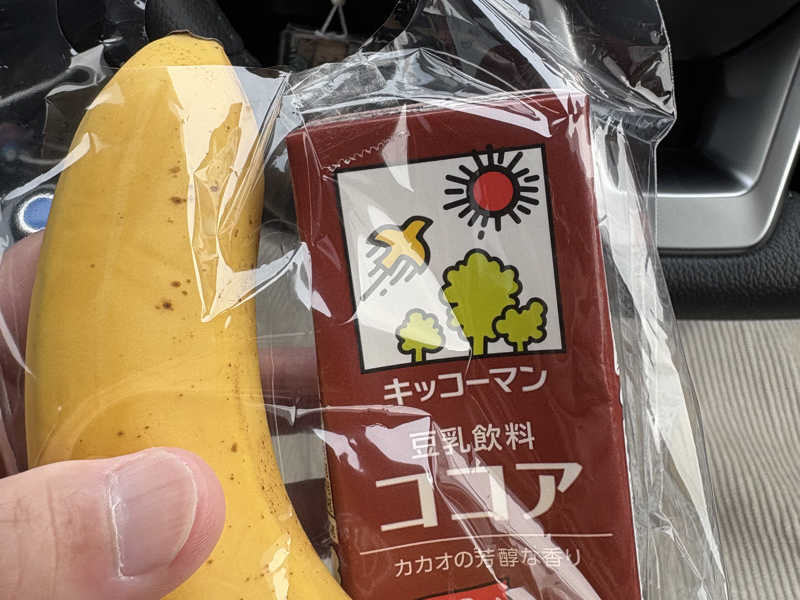 キッコーマン
豆乳飲料
ココア
カカオの芳醇な香り